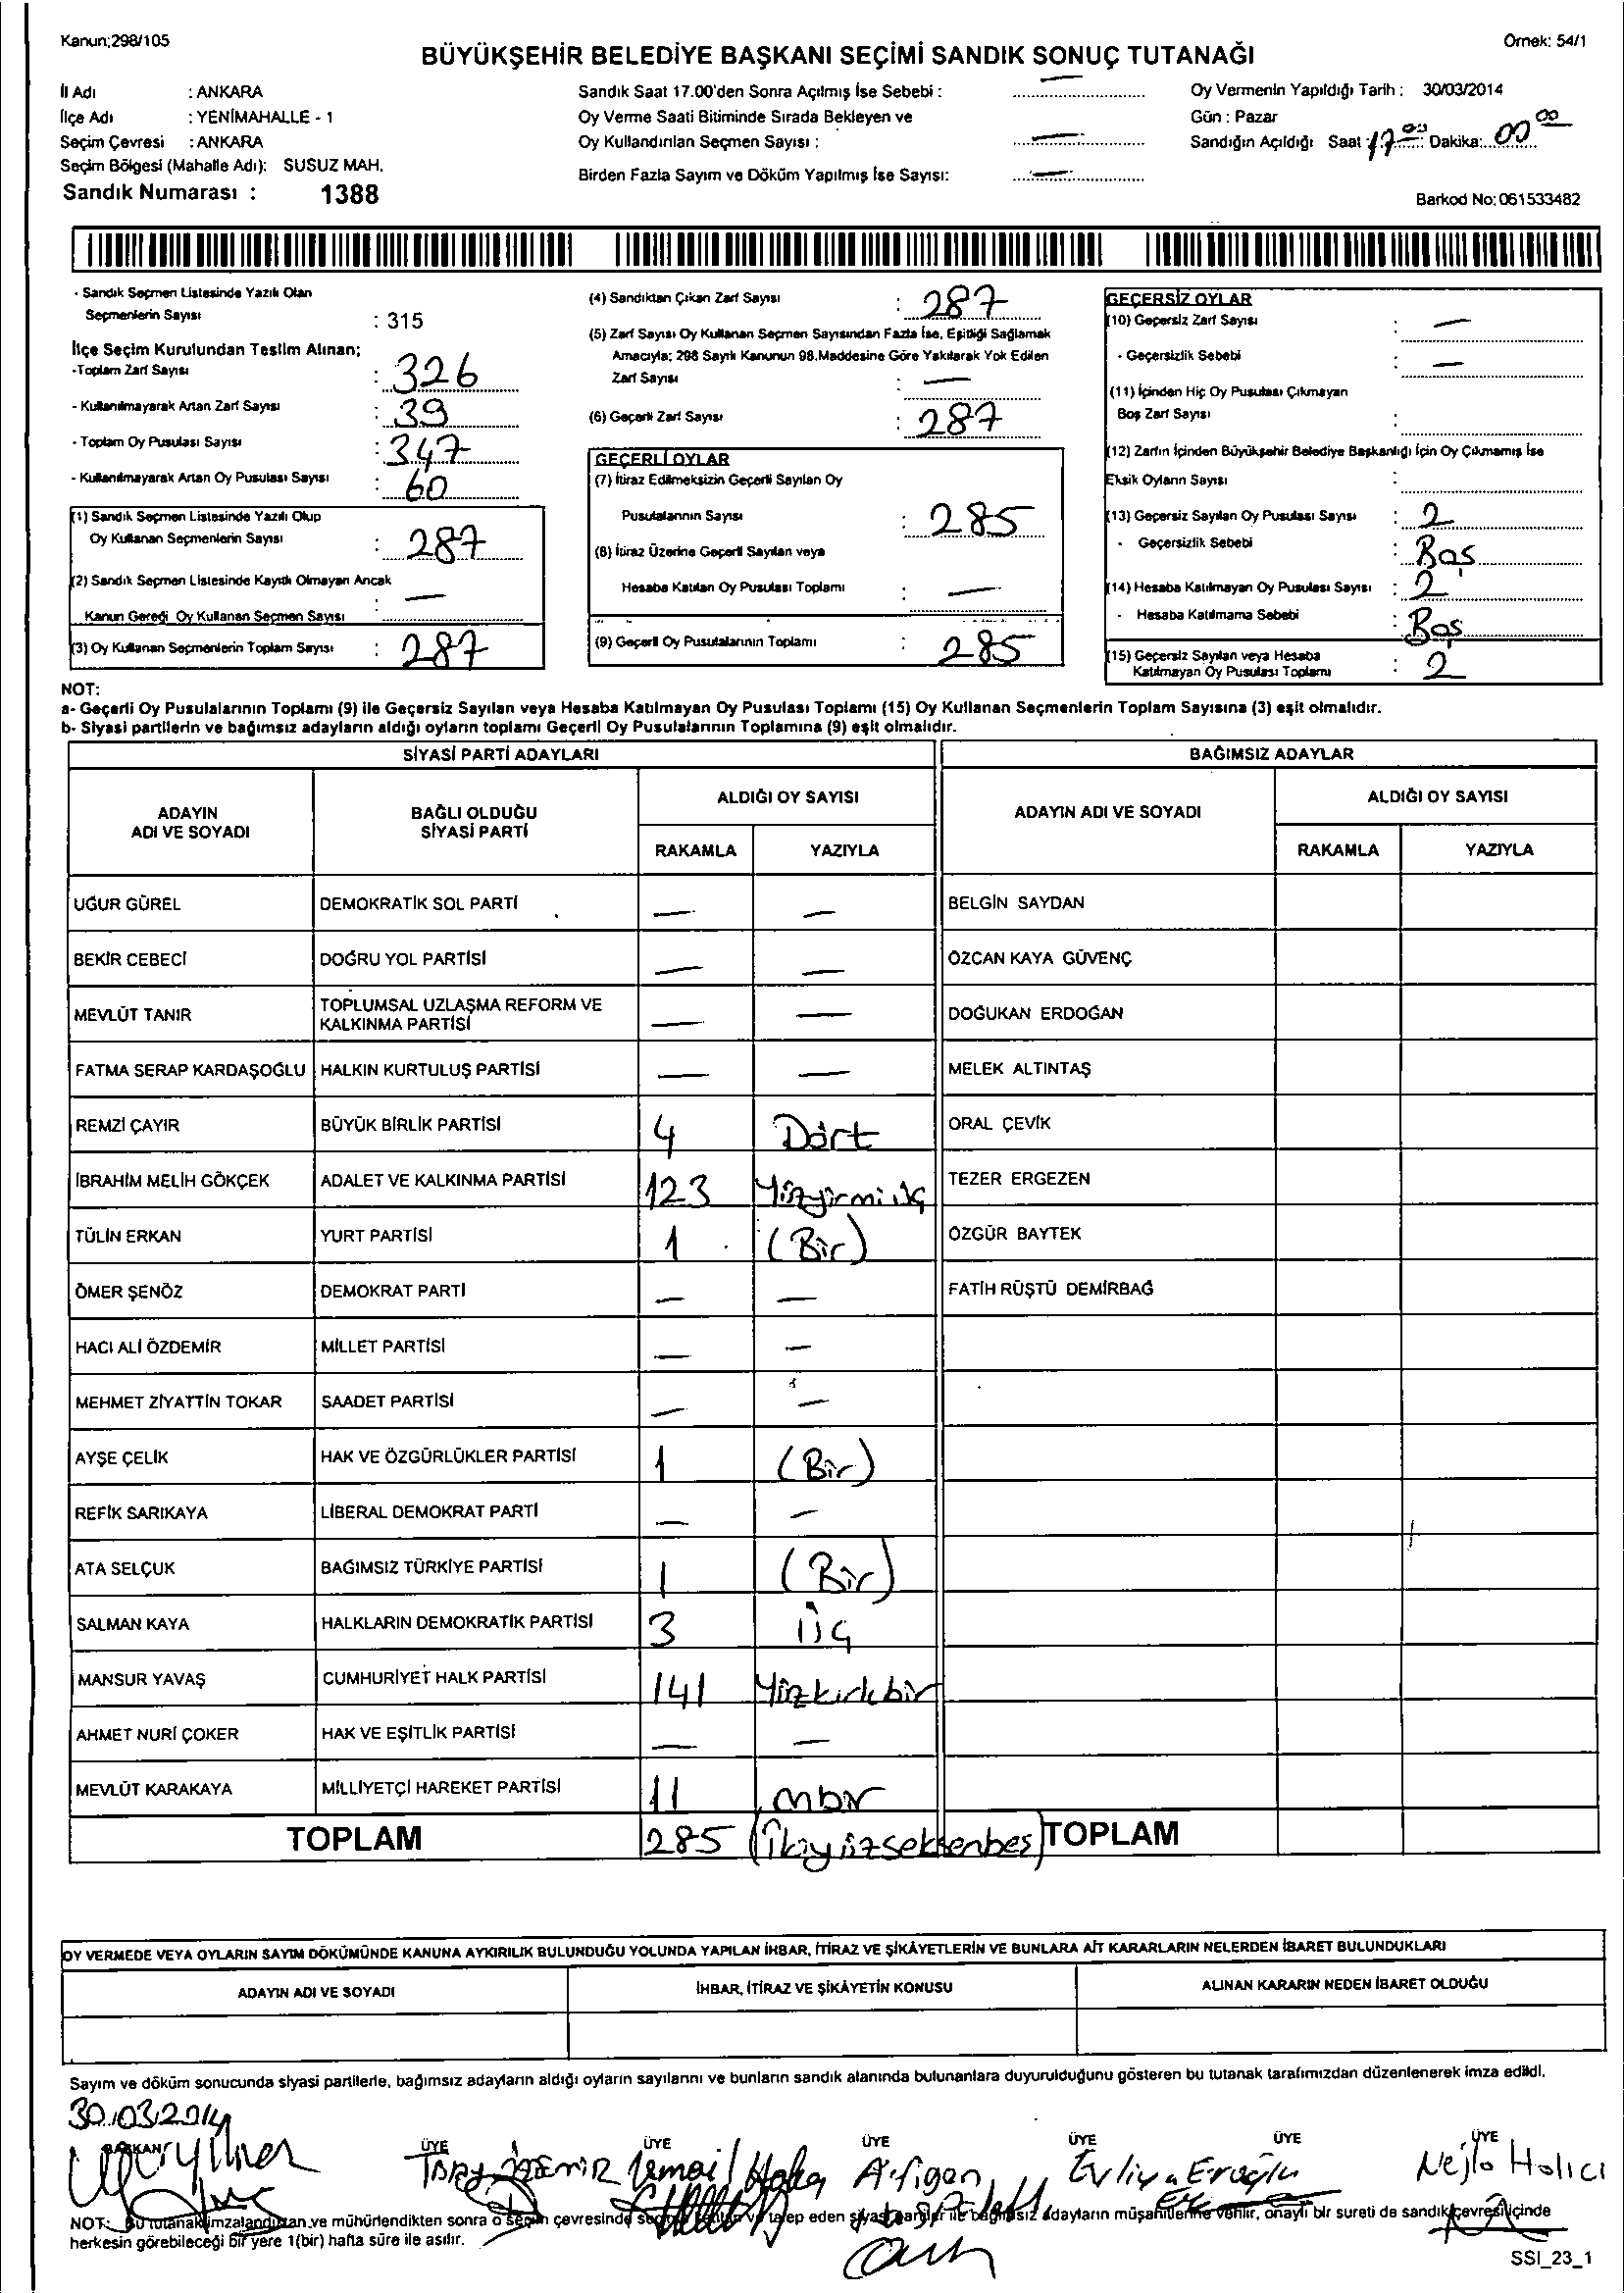 Kanun;298/105
Örnek: 54/1
BÜYÜKŞEHİR BELEDİYE BAŞKANI SEÇİMİ SANDIK SONUÇ TUTANAĞI
İl Adı : ANKARA
İlçe Adı : YENİMAHALLE - 1
Seçim Çevresi : ANKARA
Seçim Bölgesi (Mahalle Adı): SUSUZ MAH.
Sandık Numarası : 1388
Sandık Saat 17.00'den Sonra Açılmış İse Sebebi : —
Oy Verme Saati Bitiminde Sırada Bekleyen ve
Oy Kullandırılan Seçmen Sayısı : —
Birden Fazla Sayım ve Döküm Yapılmış İse Sayısı: —
Oy Vermenin Yapıldığı Tarih : 30/03/2014
Gün : Pazar
Sandığın Açıldığı Saat : 17 00 Dakika: 00 00
Barkod No: 061533482
- Sandık Seçmen Listesinde Yazılı Olan
Seçmenlerin Sayısı : 315
İlçe Seçim Kurulundan Teslim Alınan;
-Toplam Zarf Sayısı : 326
- Kullanılmayarak Artan Zarf Sayısı : 39
- Toplam Oy Pusulası Sayısı : 347
- Kullanılmayarak Artan Oy Pusulası Sayısı : 60
(1) Sandık Seçmen Listesinde Yazılı Olup
Oy Kullanan Seçmenlerin Sayısı : 287
(2) Sandık Seçmen Listesinde Kayıtlı Olmayan Ancak
Kanun Gereği Oy Kullanan Seçmen Sayısı : —
(3) Oy Kullanan Seçmenlerin Toplam Sayısı : 287
(4) Sandıktan Çıkan Zarf Sayısı : 287
(5) Zarf Sayısı Oy Kullanan Seçmen Sayısından Fazla İse, Eşitliği Sağlamak
Amacıyla; 298 Sayılı Kanunun 98.Maddesine Göre Yakılarak Yok Edilen
Zarf Sayısı : —
(6) Geçerli Zarf Sayısı : 287
GEÇERLİ OYLAR
(7) İtiraz Edilmeksizin Geçerli Sayılan Oy
Pusulalarının Sayısı : 285
(8) İtiraz Üzerine Geçerli Sayılan veya
Hesaba Katılan Oy Pusulası Toplamı : —
(9) Geçerli Oy Pusulalarının Toplamı : 285
GEÇERSİZ OYLAR
(10) Geçersiz Zarf Sayısı : —
- Geçersizlik Sebebi : —
(11) İçinden Hiç Oy Pusulası Çıkmayan
Boş Zarf Sayısı :
(12) Zarfın İçinden Büyükşehir Belediye Başkanlığı İçin Oy Çıkmamış İse
Eksik Oyların Sayısı :
(13) Geçersiz Sayılan Oy Pusulası Sayısı : 2
- Geçersizlik Sebebi : Boş
(14) Hesaba Katılmayan Oy Pusulası Sayısı : 2
- Hesaba Katılmama Sebebi : Boş
(15) Geçersiz Sayılan veya Hesaba
Katılmayan Oy Pusulası Toplamı : 2
NOT:
a- Geçerli Oy Pusulalarının Toplamı (9) ile Geçersiz Sayılan veya Hesaba Katılmayan Oy Pusulası Toplamı (15) Oy Kullanan Seçmenlerin Toplam Sayısına (3) eşit olmalıdır.
b- Siyasi partilerin ve bağımsız adayların aldığı oyların toplamı Geçerli Oy Pusulalarının Toplamına (9) eşit olmalıdır.
SİYASİ PARTİ ADAYLARI BAĞIMSIZ ADAYLAR
ADAYIN ADI VE SOYADI BAĞLI OLDUĞU SİYASİ PARTİ ALDIĞI OY SAYISI ADAYIN ADI VE SOYADI ALDIĞI OY SAYISI
RAKAMLA YAZIYLA RAKAMLA YAZIYLA
UĞUR GÜREL DEMOKRATİK SOL PARTİ — — BELGİN SAYDAN
BEKİR CEBECİ DOĞRU YOL PARTİSİ — — ÖZCAN KAYA GÜVENÇ
MEVLÜT TANIR TOPLUMSAL UZLAŞMA REFORM VE KALKINMA PARTİSİ — — DOĞUKAN ERDOĞAN
FATMA SERAP KARDAŞOĞLU HALKIN KURTULUŞ PARTİSİ — — MELEK ALTINTAŞ
REMZİ ÇAYIR BÜYÜK BİRLİK PARTİSİ 4 Dört ORAL ÇEVİK
İBRAHİM MELİH GÖKÇEK ADALET VE KALKINMA PARTİSİ 123 Yüzyirmiüç TEZER ERGEZEN
TÜLİN ERKAN YURT PARTİSİ 1 (Bir) ÖZGÜR BAYTEK
ÖMER ŞENÖZ DEMOKRAT PARTİ — — FATİH RÜŞTÜ DEMİRBAĞ
HACI ALİ ÖZDEMİR MİLLET PARTİSİ — —
MEHMET ZİYATTİN TOKAR SAADET PARTİSİ — —
AYŞE ÇELİK HAK VE ÖZGÜRLÜKLER PARTİSİ 1 (Bir)
REFİK SARIKAYA LİBERAL DEMOKRAT PARTİ — —
ATA SELÇUK BAĞIMSIZ TÜRKİYE PARTİSİ 1 (Bir)
SALMAN KAYA HALKLARIN DEMOKRATİK PARTİSİ 3 üç
MANSUR YAVAŞ CUMHURİYET HALK PARTİSİ 141 Yüzkırkbir
AHMET NURİ ÇOKER HAK VE EŞİTLİK PARTİSİ — —
MEVLÜT KARAKAYA MİLLİYETÇİ HAREKET PARTİSİ 11 onbir
TOPLAM 285 (İkiyüzseksenbeş) TOPLAM
OY VERMEDE VEYA OYLARIN SAYIM DÖKÜMÜNDE KANUNA AYKIRILIK BULUNDUĞU YOLUNDA YAPILAN İHBAR, İTİRAZ VE ŞİKÂYETLERİN VE BUNLARA AİT KARARLARIN NELERDEN İBARET BULUNDUKLARI
ADAYIN ADI VE SOYADI İHBAR, İTİRAZ VE ŞİKÂYETİN KONUSU ALINAN KARARIN NEDEN İBARET OLDUĞU
Sayım ve döküm sonucunda siyasi partilerle, bağımsız adayların aldığı oyların sayılarını ve bunların sandık alanında bulunanlara duyurulduğunu gösteren bu tutanak tarafımızdan düzenlenerek imza edildi.
30.03.2014
BAŞKAN ÜYE ÜYE ÜYE ÜYE ÜYE ÜYE
Evliya Eroğlu Nejla Holıcı
NOT: Bu tutanak imzalandıktan ve mühürlendikten sonra o seçim çevresinde seçime katılan ve talep eden siyasi partiler ile bağımsız adayların müşahitlerine verilir, onaylı bir sureti de sandık çevresi içinde
herkesin görebileceği bir yere 1(bir) hafta süre ile asılır.
SSI_23_1